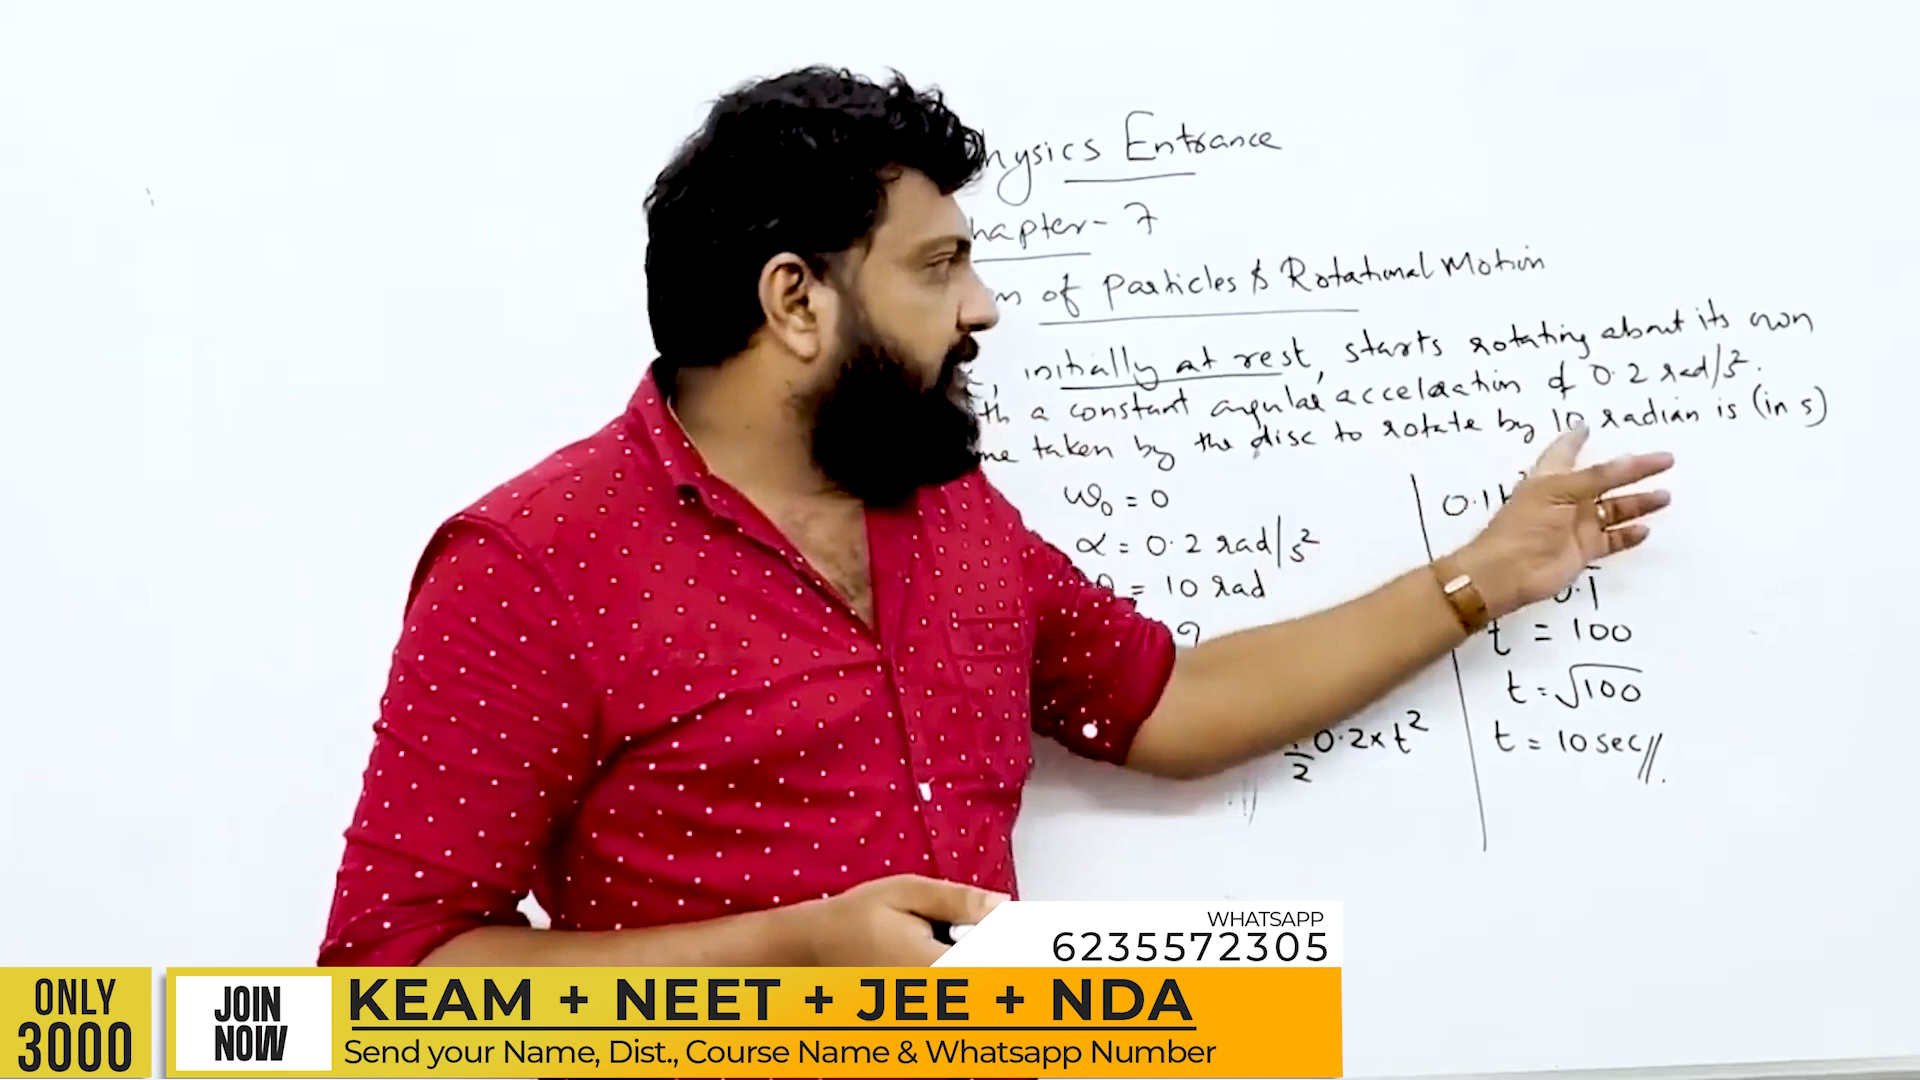 hysics Entrance
hapter - 7
m of Particles & Rotational Motion
, initially at rest, starts rotating about its own
th a constant angular acceleration of 0.2 rad/s².
me taken by the disc to rotate by 10 radian is (in s)
ω₀ = 0
α = 0.2 rad/s²
= 10 rad
?
½ 0.2 × t²
0.1t²
0.1
t = 100
t = √100
t = 10 sec//.
WHATSAPP
6235572305
ONLY
3000
JOIN
NOW
KEAM + NEET + JEE + NDA
Send your Name, Dist., Course Name & Whatsapp Number